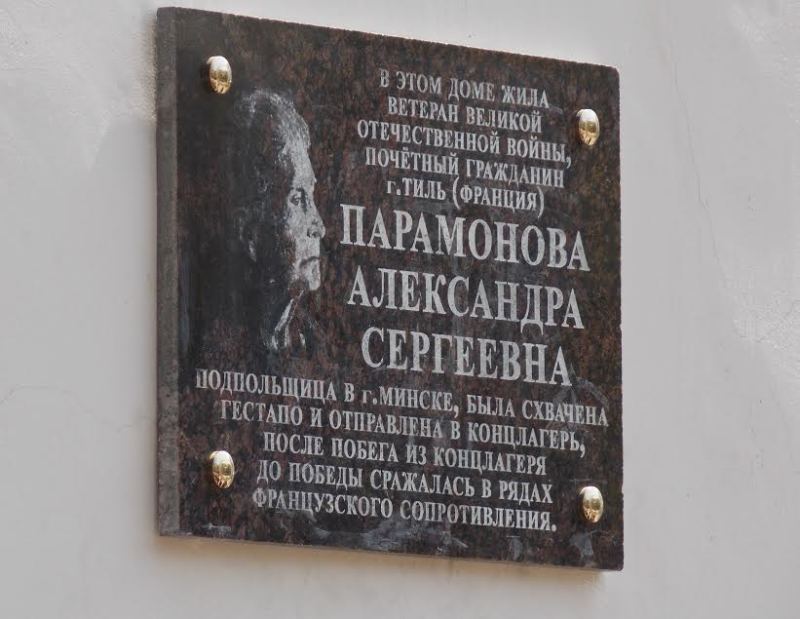 В ЭТОМ ДОМЕ ЖИЛА
ВЕТЕРАН ВЕЛИКОЙ
ОТЕЧЕСТВЕННОЙ ВОЙНЫ,
ПОЧЁТНЫЙ ГРАЖДАНИН
г.ТИЛЬ (ФРАНЦИЯ)
ПАРАМОНОВА
АЛЕКСАНДРА
СЕРГЕЕВНА
ПОДПОЛЬЩИЦА В г.МИНСКЕ, БЫЛА СХВАЧЕНА
ГЕСТАПО И ОТПРАВЛЕНА В КОНЦЛАГЕРЬ,
ПОСЛЕ ПОБЕГА ИЗ КОНЦЛАГЕРЯ
ДО ПОБЕДЫ СРАЖАЛАСЬ В РЯДАХ
ФРАНЦУЗСКОГО СОПРОТИВЛЕНИЯ.